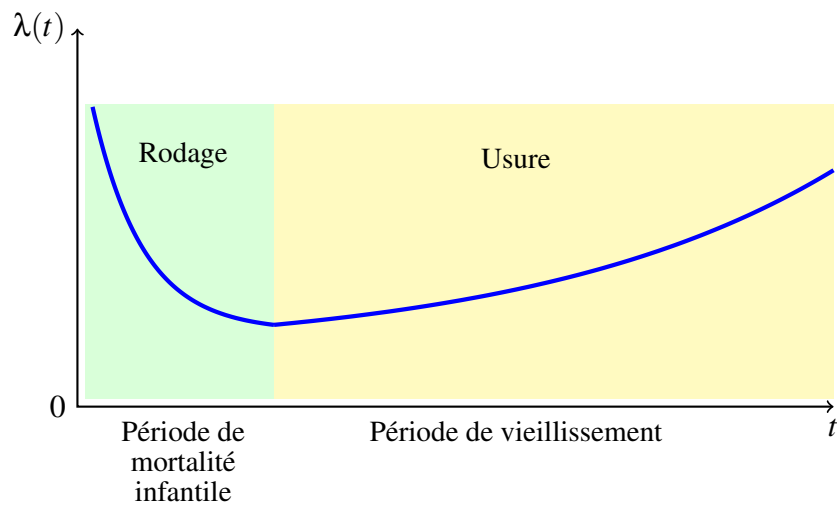 λ(t)
Rodage
Usure
0
t
Période de
mortalité
infantile
Période de vieillissement